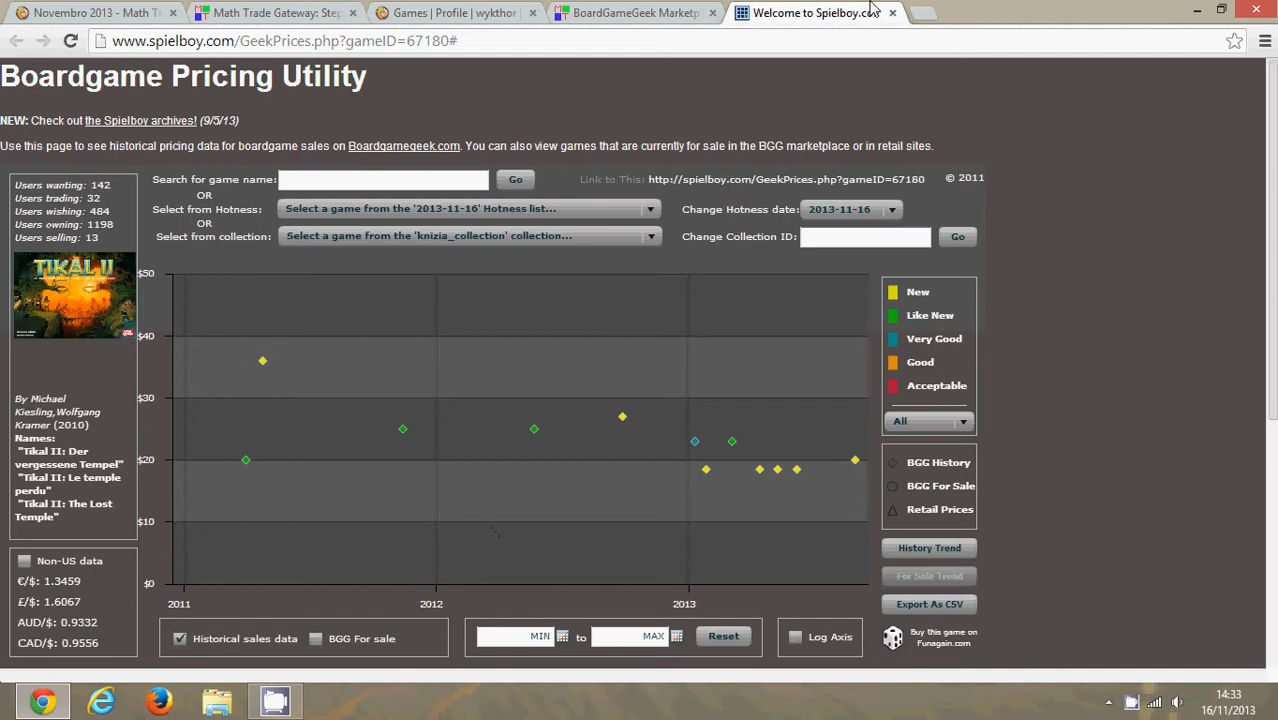 Novembro 2013 - Math T
Math Trade Gateway: Step
Games | Profile | wykthor |
BoardGameGeek Marketp
Welcome to Spielboy.co
www.spielboy.com/GeekPrices.php?gameID=67180#
Boardgame Pricing Utility
NEW: Check out the Spielboy archives! (9/5/13)
Use this page to see historical pricing data for boardgame sales on Boardgamegeek.com. You can also view games that are currently for sale in the BGG marketplace or in retail sites.
Users wanting: 142
Users trading: 32
Users wishing: 484
Users owning: 1198
Users selling: 13
TIKAL II
By Michael
Kiesling,Wolfgang
Kramer (2010)
Names:
"Tikal II: Der
vergessene Tempel"
"Tikal II: Le temple
perdu"
"Tikal II: The Lost
Temple"
Non-US data
€/$: 1.3459
£/$: 1.6067
AUD/$: 0.9332
CAD/$: 0.9556
Search for game name:
Go
Link to This: http://spielboy.com/GeekPrices.php?gameID=67180
© 2011
OR
Select from Hotness:
Select a game from the '2013-11-16' Hotness list...
Change Hotness date:
2013-11-16
OR
Select from collection:
Select a game from the 'knizia_collection' collection...
Change Collection ID:
Go
$50
$40
$30
$20
$10
$0
2011
2012
2013
New
Like New
Very Good
Good
Acceptable
All
BGG History
BGG For Sale
Retail Prices
History Trend
For Sale Trend
Export As CSV
Historical sales data
BGG For sale
MIN
to
MAX
Reset
Log Axis
Buy this game on
Funagain.com
14:33
16/11/2013